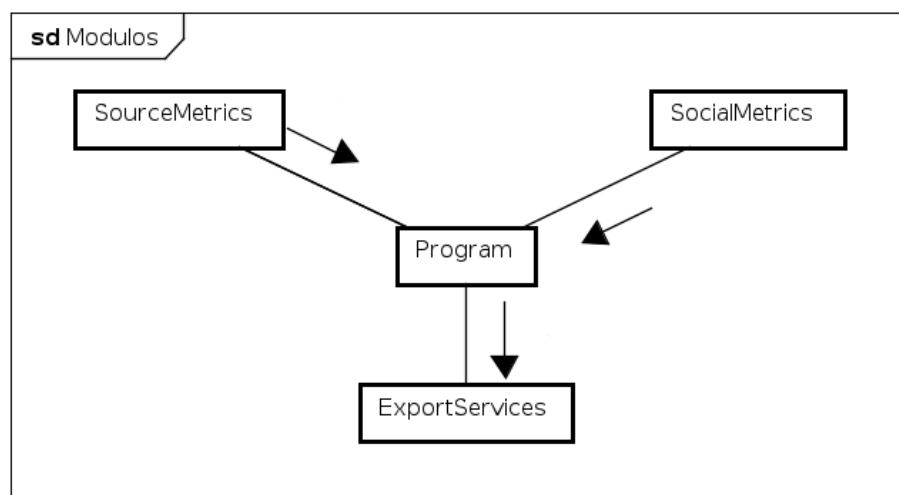 sd Modulos
SourceMetrics
SocialMetrics
Program
ExportServices